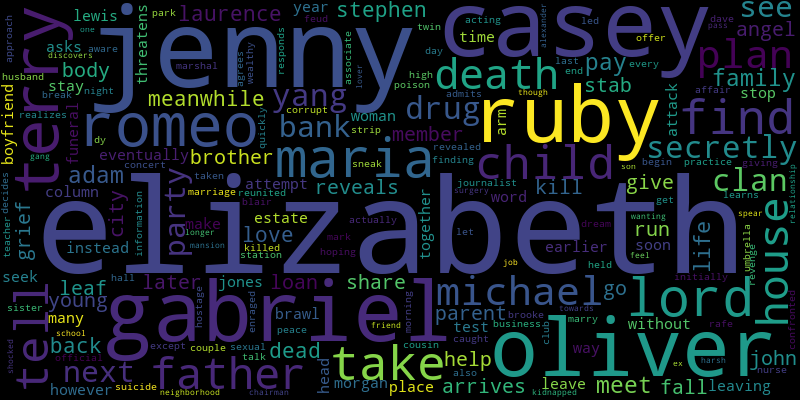 elizabeth
jenny
casey
ruby
gabriel
oliver
romeo
maria
terry
tell
father
take
michael
lord
house
death
child
find
plan
clan
secretly
see
angel
pay
stab
family
stop
attack
stephen
laurence
lewis
asks
body
stay
threatens
meanwhile
yang
drug
bank
brother
member
woman
arm
acting
time
year
park
feud
twin
day
led
alexander
offer
dave
pass
approach
one
aware
discovers
husband
night
break
realizes
boyfriend
funeral
marshal
agrees
wealthy
lover
responds
associate
high
poison
admits
last
end
every
though
affair
corrupt
quickly
strip
sneak
revealed
finding
son
begin
practice
giving
gang
dy
concert
eventually
adam
column
grief
teacher
decides
city
information
party
taken
marriage
reunited
reveals
attempt
journalist
surgery
kill
word
give
run
learns
relationship
get
wanting
dream
blair
longer
make
estate
love
actually
together
let
earlier
soon
life
spear
umbrella
revenge
instead
killed
station
mansion
mark
hoping
job
held
feel
initially
confronted
seek
leaf
later
jones
loan
share
go
young
hall
sister
many
school
official
hostage
enraged
brawl
peace
morning
friend
cousin
parent
test
brooke
business
towards
marry
caught
club
way
without
rafe
john
back
next
except
couple
sexual
talk
dead
head
help
also
arrives
leave
meet
fall
leaving
ex
harsh
nurse
shocked
however
suicide
neighborhood
chairman
morgan
place
kidnapped